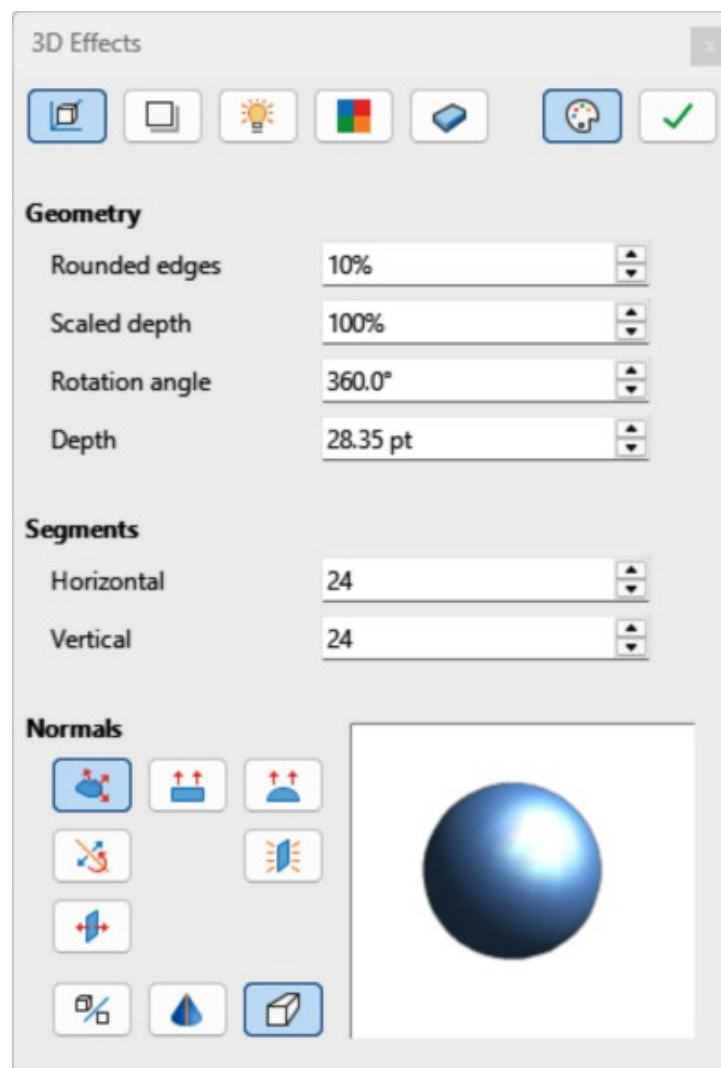 3D Effects
x
Geometry
Rounded edges 10%
Scaled depth 100%
Rotation angle 360.0°
Depth 28.35 pt
Segments
Horizontal 24
Vertical 24
Normals